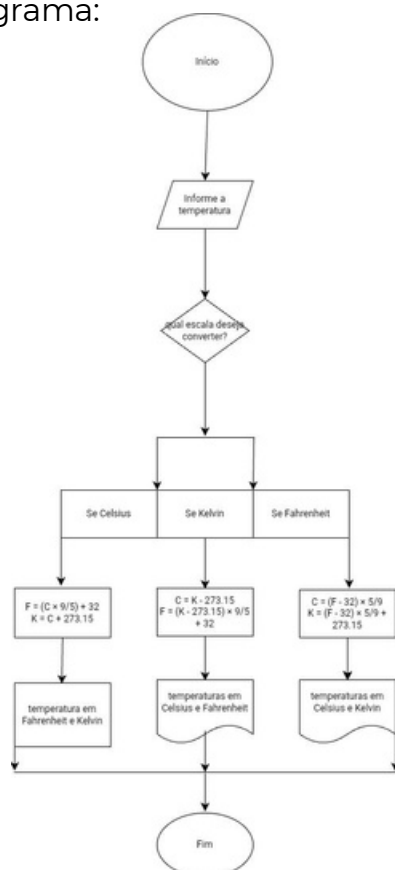 grama:
Início
Informe a
temperatura
qual escala deseja
converter?
Se Celsius
Se Kelvin
Se Fahrenheit
F = (C × 9/5) + 32
K = C + 273.15
C = K - 273.15
F = (K - 273.15) × 9/5
+ 32
C = (F - 32) × 5/9
K = (F - 32) × 5/9 +
273.15
temperatura em
Fahrenheit e Kelvin
temperaturas em
Celsius e Fahrenheit
temperaturas em
Celsius e Kelvin
Fim